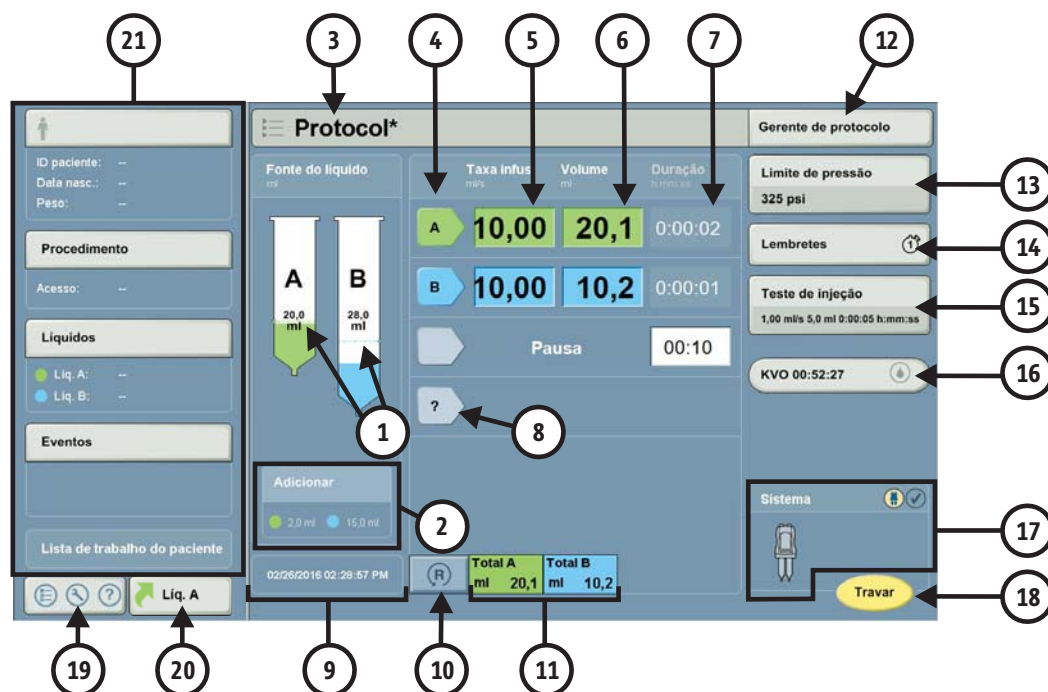 21
3
4
5
6
7
12
Protocol*
Gerente de protocolo
ID paciente: --
Data nasc.: --
Peso: --
Procedimento
Acesso: --
Líquidos
Líq. A: --
Líq. B: --
Eventos
Lista de trabalho do paciente
Fonte do líquido
ml
A
20,0
ml
B
28,0
ml
1
Adicionar
2,0 ml 15,0 ml
2
02/26/2016 02:28:57 PM
Taxa infus
ml/s
Volume
ml
Duração
h:mm:ss
A 10,00 20,1 0:00:02
B 10,00 10,2 0:00:01
Pausa 00:10
?
8
R
Total A
ml 20,1
Total B
ml 10,2
Limite de pressão
325 psi
13
Lembretes 1
14
Teste de injeção
1,00 ml/s 5,0 ml 0:00:05 h:mm:ss
15
KVO 00:52:27
16
Sistema
17
Travar
18
? Líq. A
19
20
9
10
11